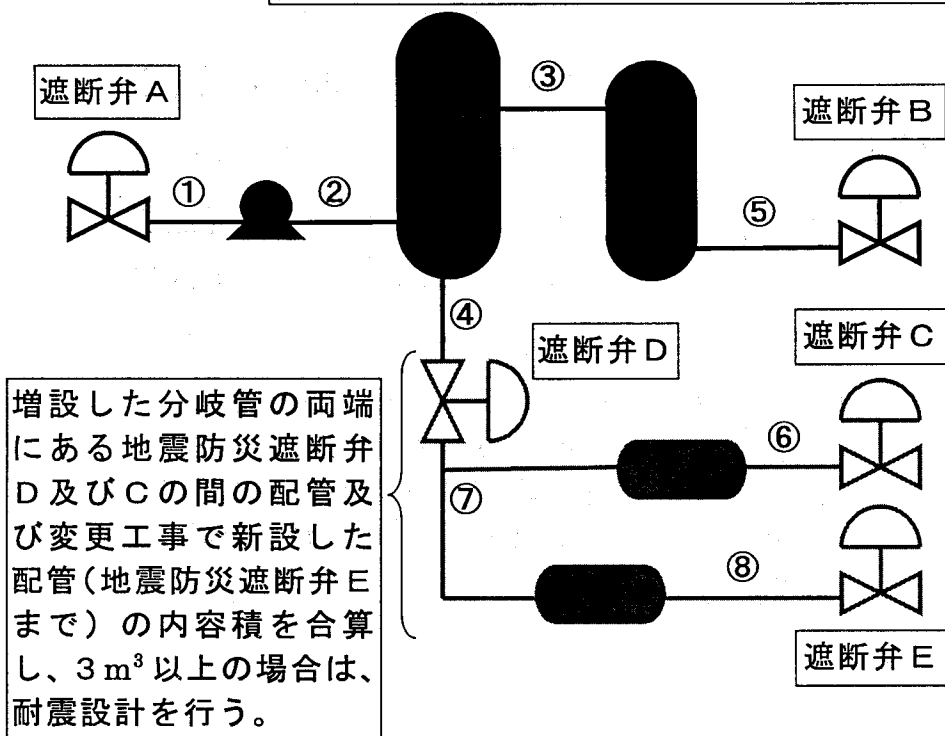 遮断弁A
③
遮断弁B
①
②
⑤
④
遮断弁D
遮断弁C
増設した分岐管の両端
にある地震防災遮断弁
D及びCの間の配管及
び変更工事で新設した
配管(地震防災遮断弁E
まで)の内容積を合算
し、3m³以上の場合は、
耐震設計を行う。
⑥
⑦
⑧
遮断弁E